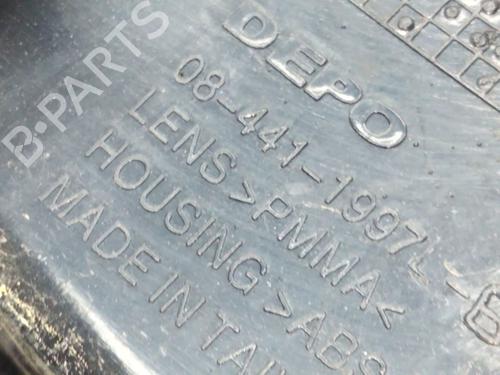 DEPO
08-441-1997L-
LENS>PMMA<
HOUSING>ABS
MADE IN TAI
B·PARTS